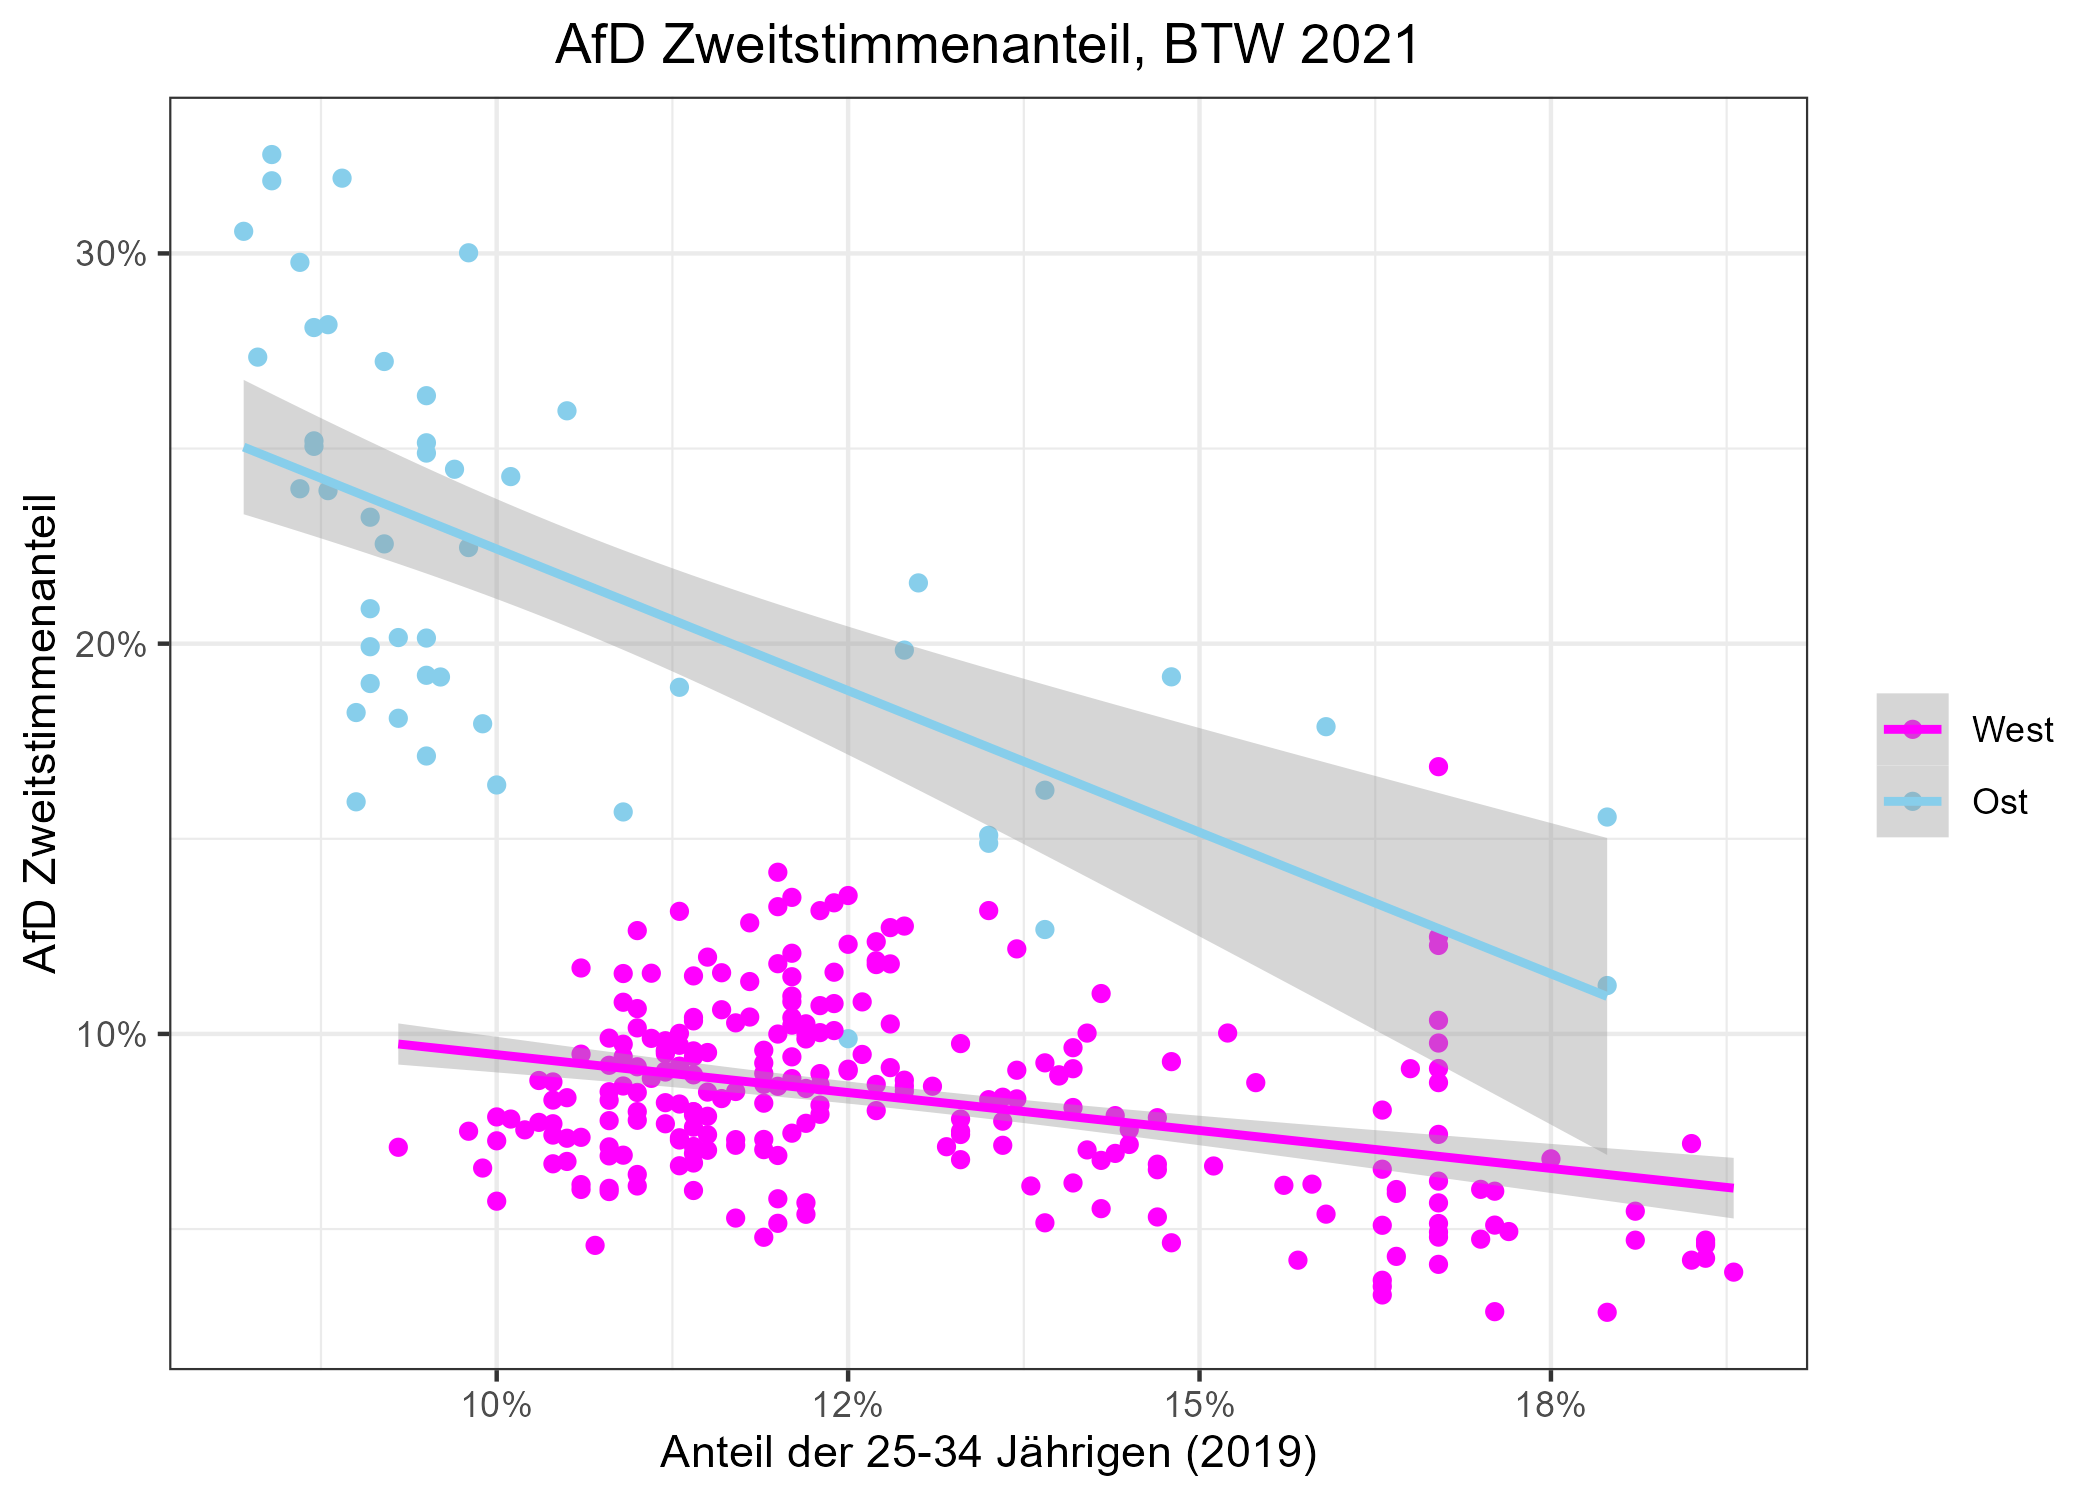 AfD Zweitstimmenanteil, BTW 2021
AfD Zweitstimmenanteil
30%
20%
10%
10%
12%
15%
18%
Anteil der 25-34 Jährigen (2019)
West
Ost